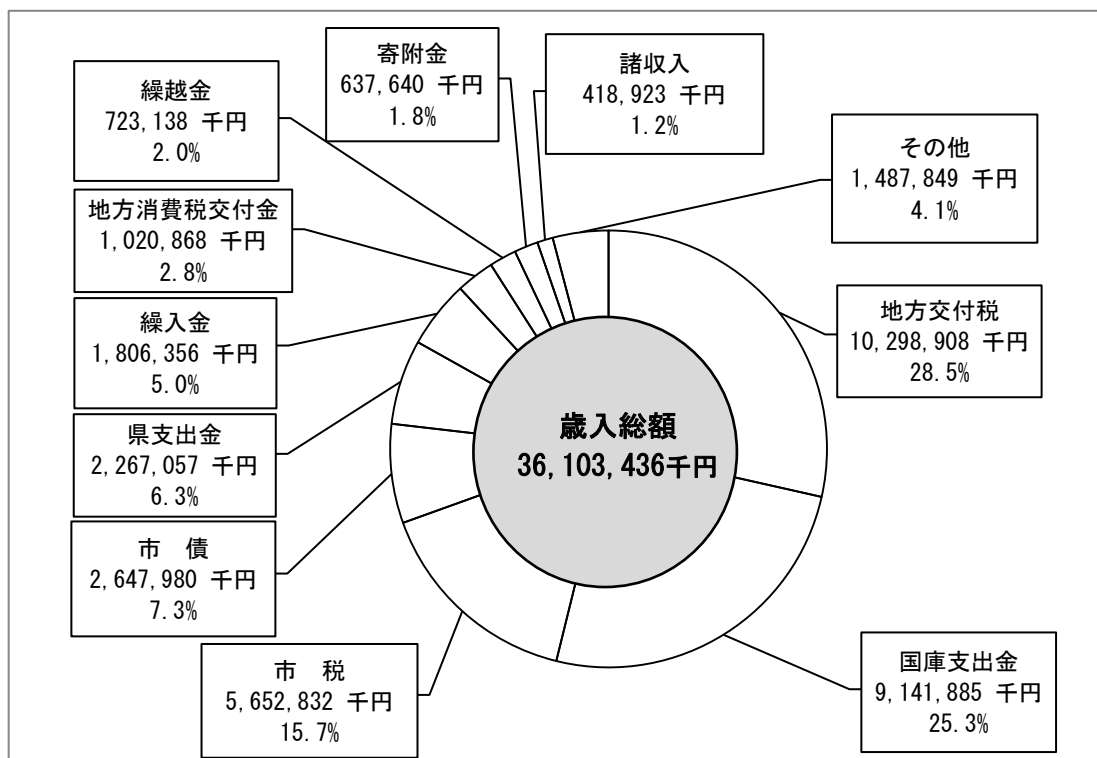 寄附金
637,640 千円
1.8%
諸収入
418,923 千円
1.2%
繰越金
723,138 千円
2.0%
その他
1,487,849 千円
4.1%
地方消費税交付金
1,020,868 千円
2.8%
地方交付税
10,298,908 千円
28.5%
繰入金
1,806,356 千円
5.0%
歳入総額
36,103,436千円
県支出金
2,267,057 千円
6.3%
市　債
2,647,980 千円
7.3%
市　税
5,652,832 千円
15.7%
国庫支出金
9,141,885 千円
25.3%